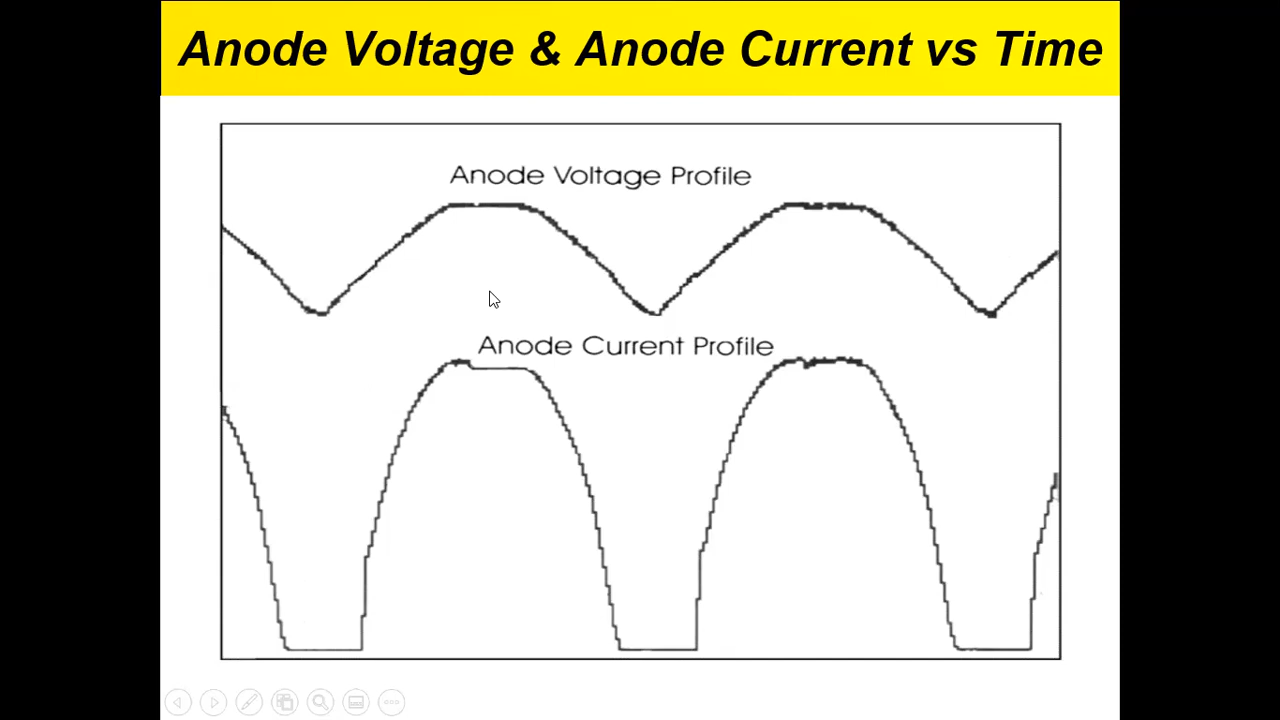 Anode Voltage & Anode Current vs Time
Anode Voltage Profile
Anode Current Profile